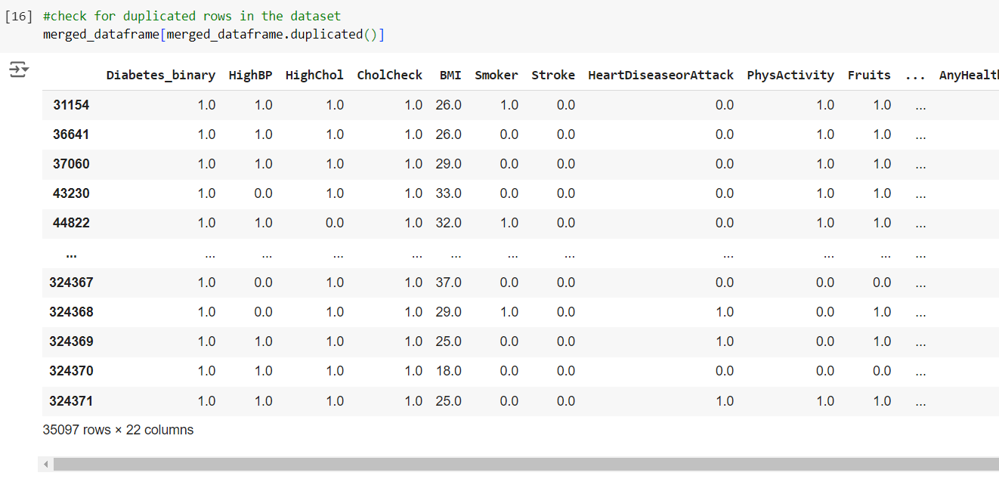 [16] #check for duplicated rows in the dataset
merged_dataframe[merged_dataframe.duplicated()]
Diabetes_binary HighBP HighChol CholCheck BMI Smoker Stroke HeartDiseaseorAttack PhysActivity Fruits ... AnyHealth
31154 1.0 1.0 1.0 1.0 26.0 1.0 0.0 0.0 1.0 1.0 ...
36641 1.0 1.0 1.0 1.0 26.0 0.0 0.0 0.0 1.0 1.0 ...
37060 1.0 1.0 1.0 1.0 29.0 0.0 0.0 0.0 1.0 1.0 ...
43230 1.0 0.0 1.0 1.0 33.0 0.0 0.0 0.0 1.0 1.0 ...
44822 1.0 1.0 0.0 1.0 32.0 1.0 0.0 0.0 1.0 1.0 ...
... ... ... ... ... ... ... ... ... ... ... ...
324367 1.0 0.0 1.0 1.0 37.0 0.0 0.0 0.0 0.0 0.0 ...
324368 1.0 0.0 1.0 1.0 29.0 1.0 0.0 1.0 0.0 1.0 ...
324369 1.0 1.0 1.0 1.0 25.0 0.0 0.0 1.0 0.0 1.0 ...
324370 1.0 1.0 1.0 1.0 18.0 0.0 0.0 0.0 0.0 0.0 ...
324371 1.0 1.0 1.0 1.0 25.0 0.0 0.0 1.0 1.0 1.0 ...
35097 rows × 22 columns